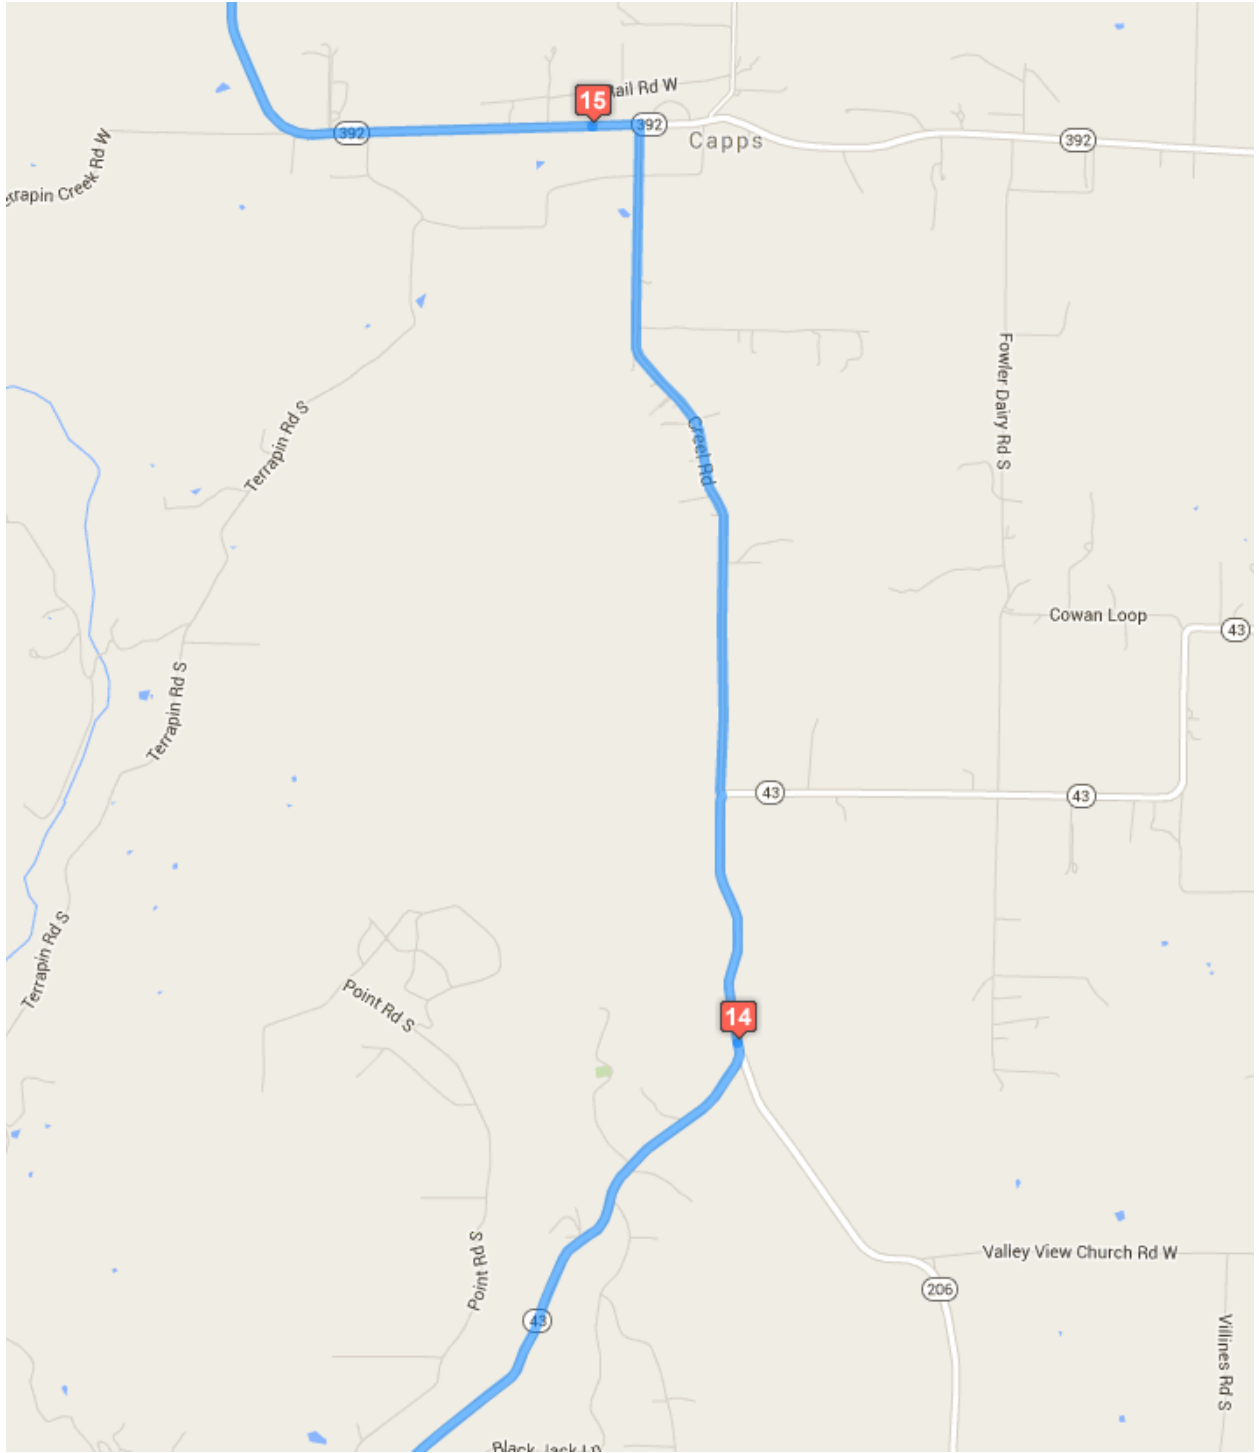 15
ail Rd W
392
392
Capps
392
rapin Creek Rd W
Fowler Dairy Rd S
Terrapin Rd S
Creel Rd
Cowan Loop
43
Terrapin Rd S
43
43
Terrapin Rd S
Point Rd S
14
Valley View Church Rd W
Point Rd S
206
43
Villines Rd S
Black Jack Ln